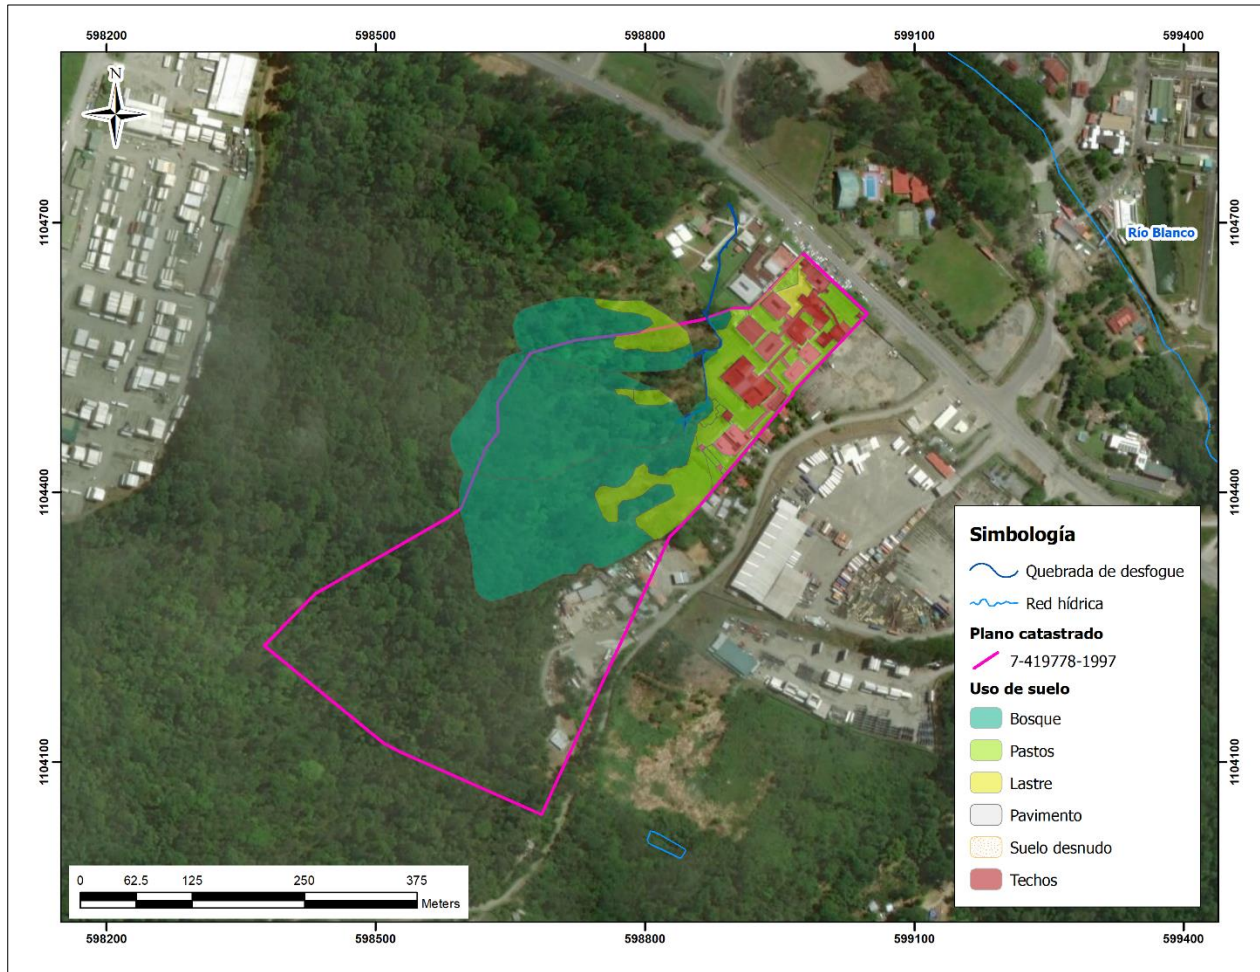 598200 598500 598800 599100 599400
N
1104700
1104700
Río Blanco
1104400
1104400
Simbología
Quebrada de desfogue
Red hídrica
Plano catastrado
7-419778-1997
Uso de suelo
Bosque
Pastos
Lastre
Pavimento
Suelo desnudo
Techos
1104100
1104100
0 62.5 125 250 375
Meters
598200 598500 598800 599100 599400